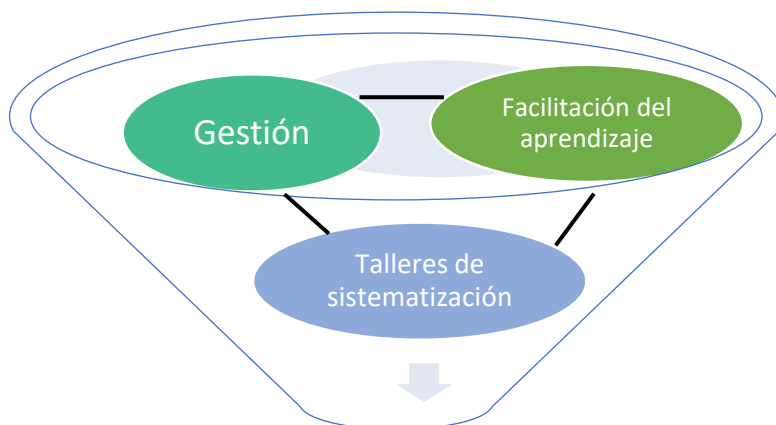 Gestión
Facilitación del
aprendizaje
Talleres de
sistematización